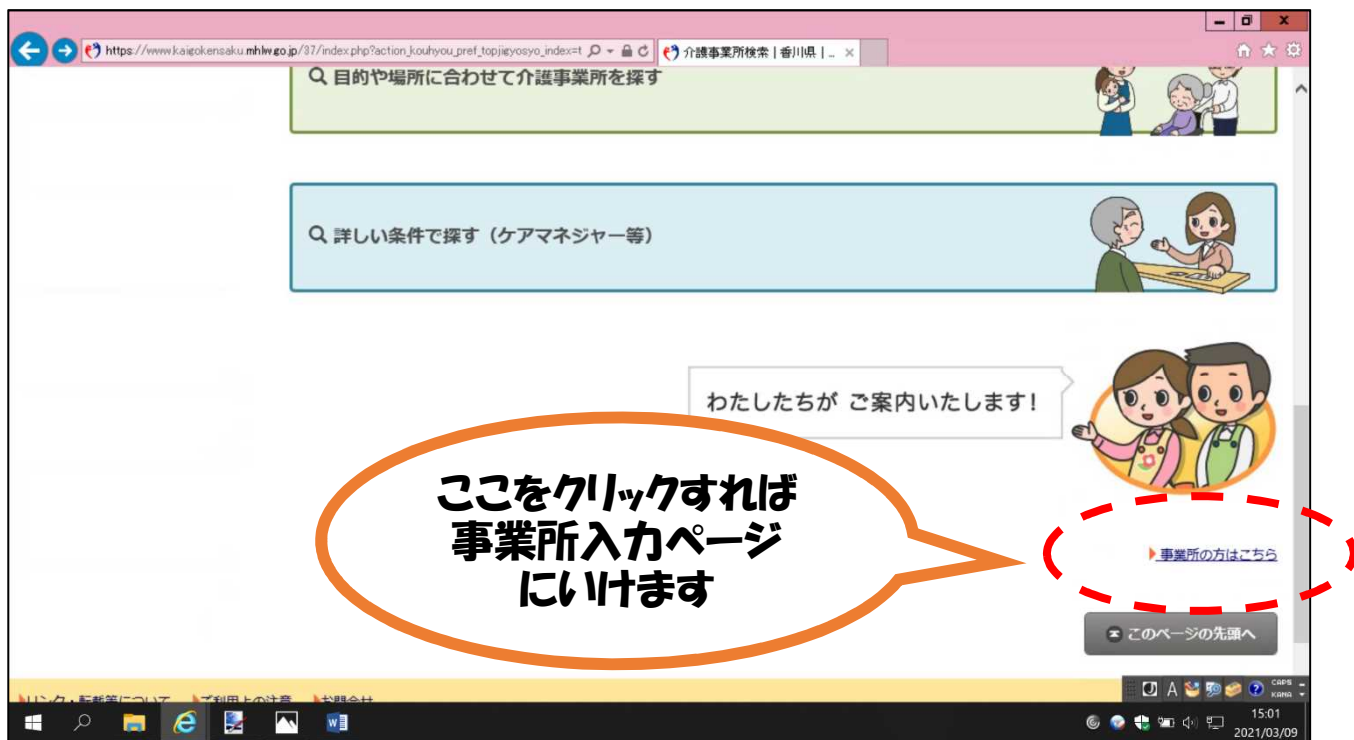 https://www.kaigokensaku.mhlw.go.jp/37/index.php?action_kouhyou_pref_topjigyosyo_index=t
介護事業所検索 | 香川県 | ...
目的や場所に合わせて介護事業所を探す
詳しい条件で探す（ケアマネジャー等）
わたしたちが ご案内いたします!
ここをクリックすれば
事業所入力ページ
にいけます
事業所の方はこちら
このページの先頭へ
リンク・転載等について
ご利用上の注意
お問合せ
A
CAPS
KANA
15:01
2021/03/09